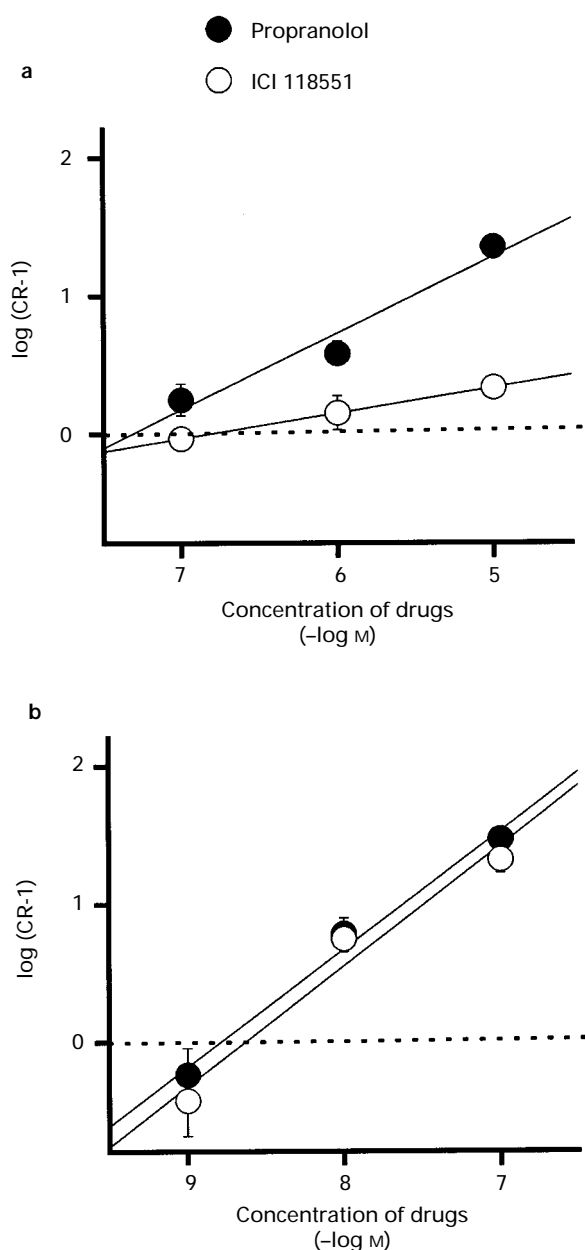 Propranolol
a
ICI 118551
2
1
0
log (CR-1)
7 6 5
Concentration of drugs
(–log M)
b
2
1
0
log (CR-1)
9 8 7
Concentration of drugs
(–log M)